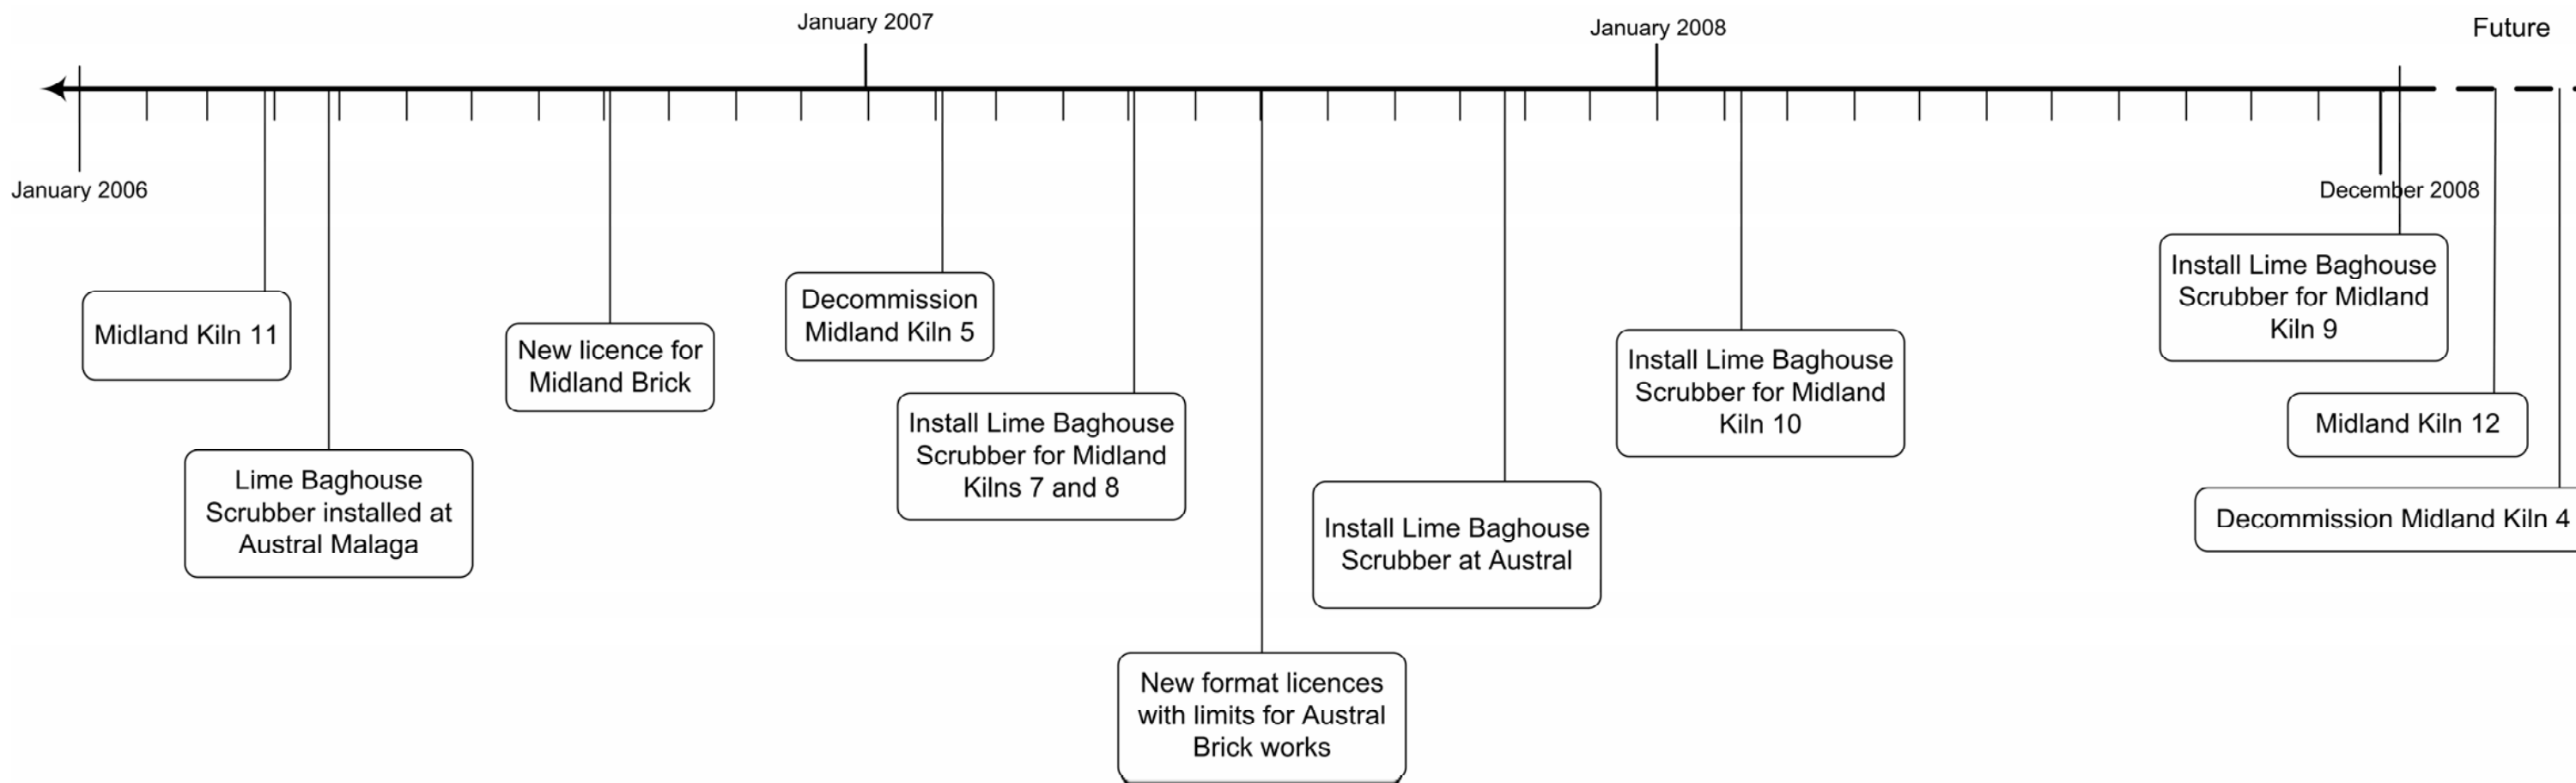 January 2007
January 2008
Future
January 2006
December 2008
Midland Kiln 11
Lime Baghouse
Scrubber installed at
Austral Malaga
New licence for
Midland Brick
Decommission
Midland Kiln 5
Install Lime Baghouse
Scrubber for Midland
Kilns 7 and 8
New format licences
with limits for Austral
Brick works
Install Lime Baghouse
Scrubber at Austral
Install Lime Baghouse
Scrubber for Midland
Kiln 10
Install Lime Baghouse
Scrubber for Midland
Kiln 9
Midland Kiln 12
Decommission Midland Kiln 4